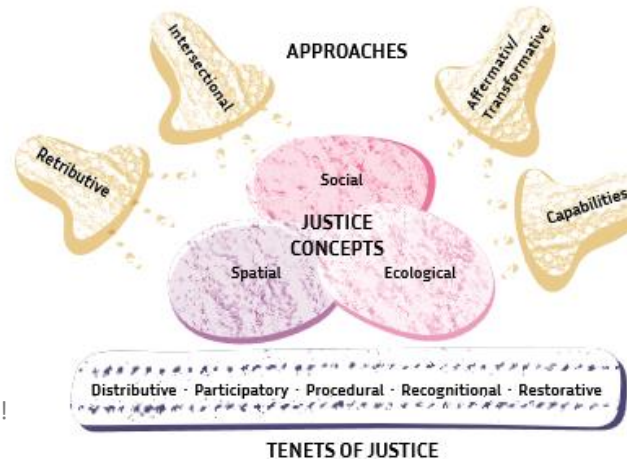 APPROACHES
Retributive
Intersectional
Affermativ/
Transformative
Capabilities
Social
JUSTICE
CONCEPTS
Spatial
Ecological
!
Distributive · Participatory · Procedural · Recognitional · Restorative
TENETS OF JUSTICE